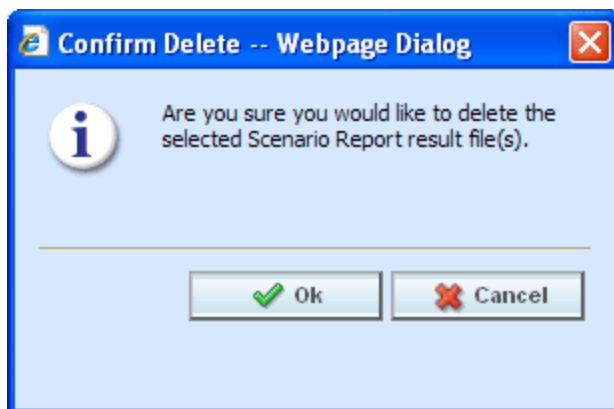 Confirm Delete -- Webpage Dialog
Are you sure you would like to delete the
selected Scenario Report result file(s).
Ok
Cancel